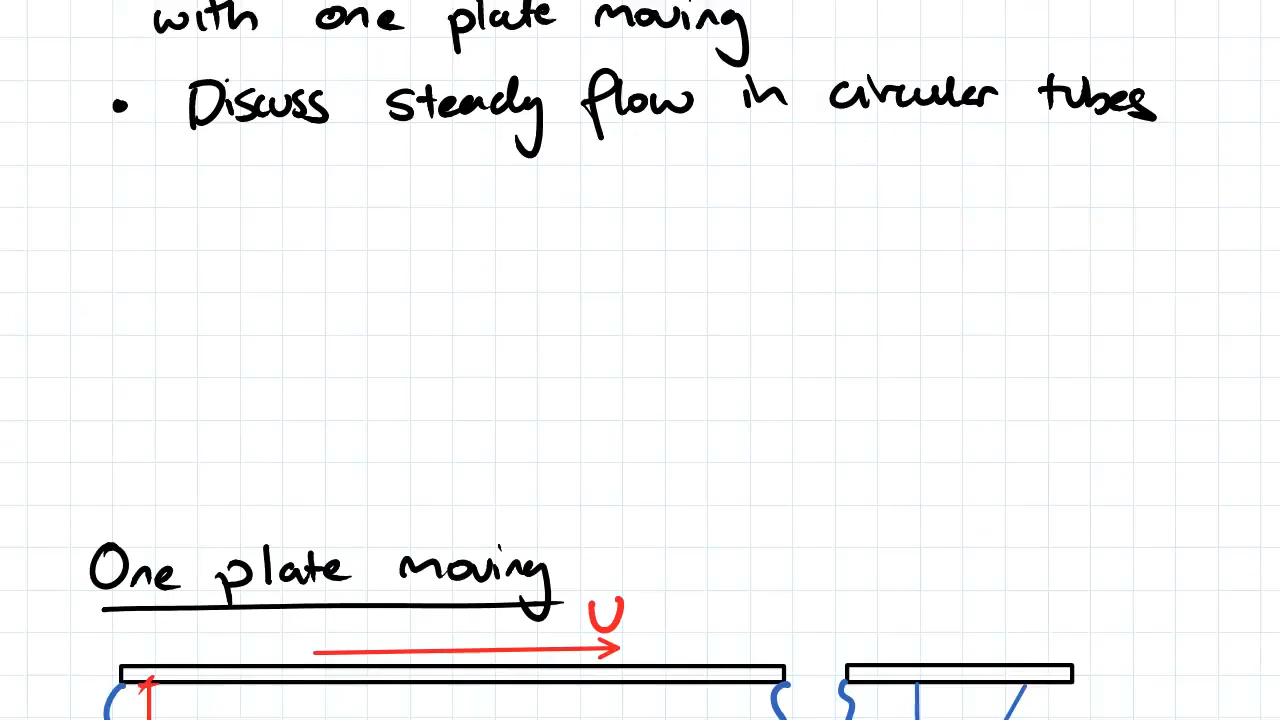 with one plate moving
• Discuss steady flow in circular tubes
One plate moving
U